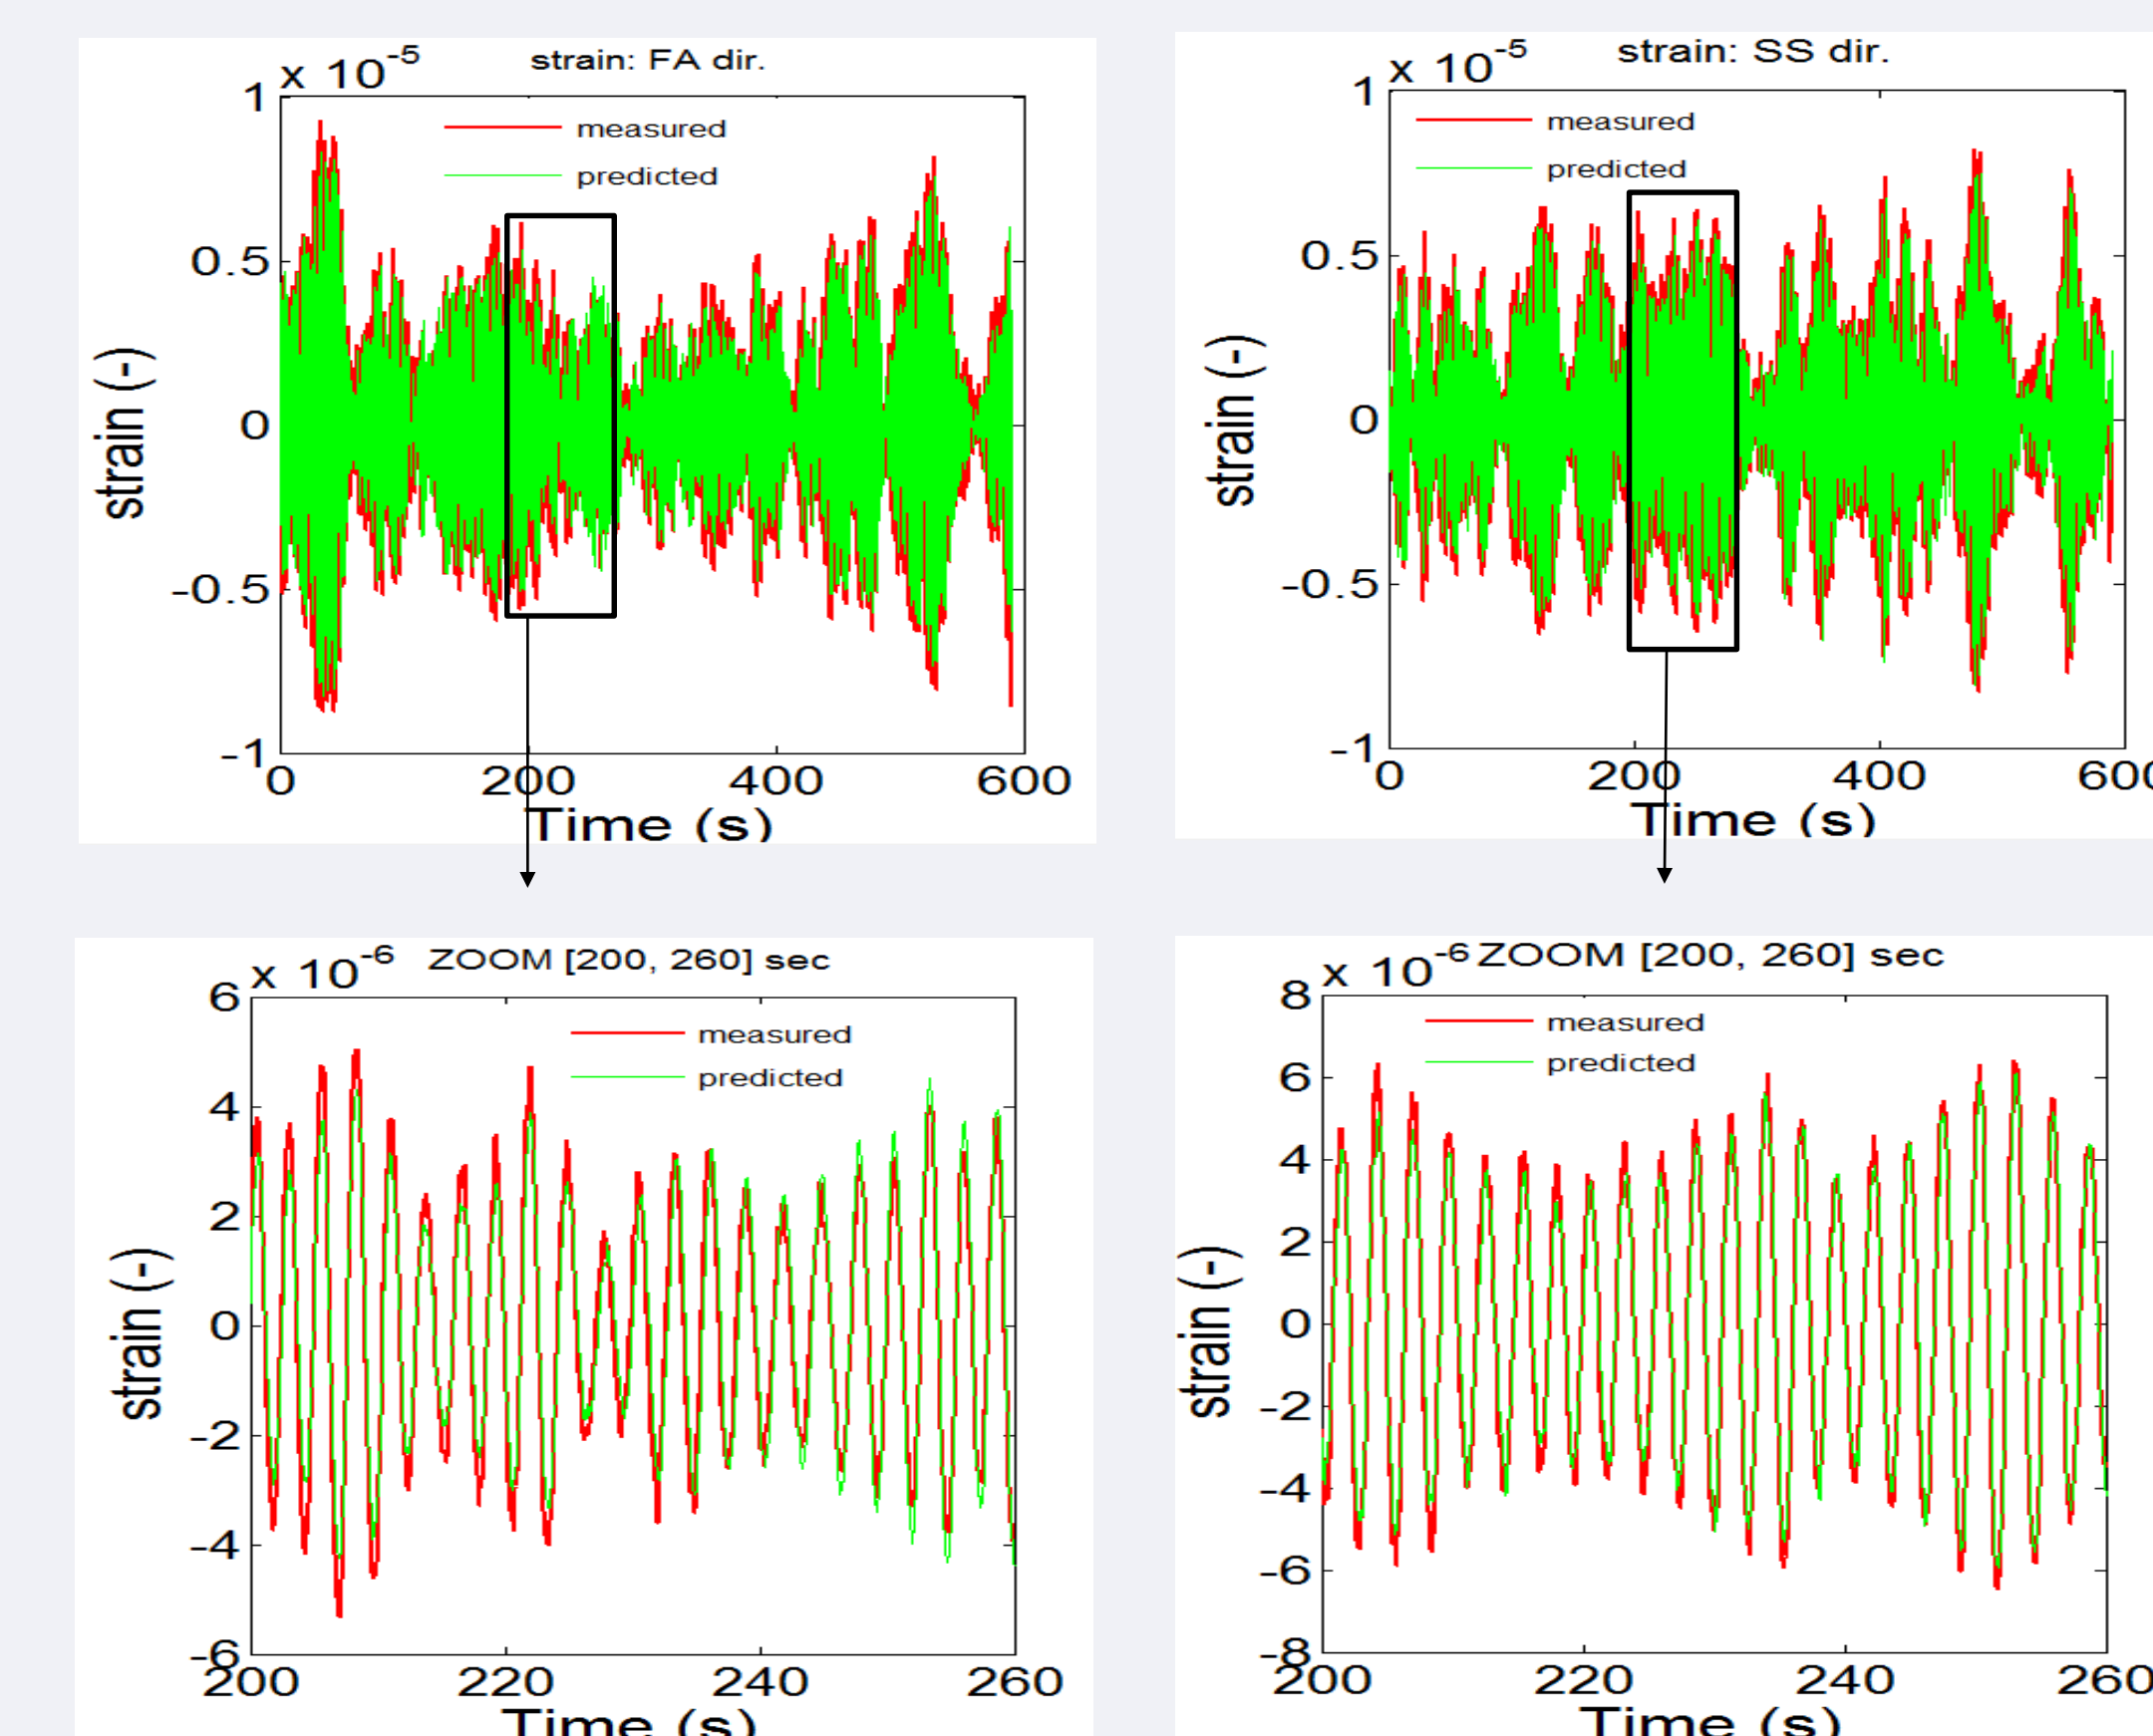 strain: FA dir.
x 10^-5
measured
predicted
1
0.5
0
-0.5
-1
strain (-)
0 200 400 600
Time (s)
strain: SS dir.
x 10^-5
measured
predicted
1
0.5
0
-0.5
-1
strain (-)
0 200 400
Time (s)
x 10^-6 ZOOM [200, 260] sec
measured
predicted
6
4
2
0
-2
-4
-6
strain (-)
200 220 240 260
Time (s)
x 10^-6 ZOOM [200, 260] sec
measured
predicted
8
6
4
2
0
-2
-4
-6
-8
strain (-)
200 220 240 260
Time (s)